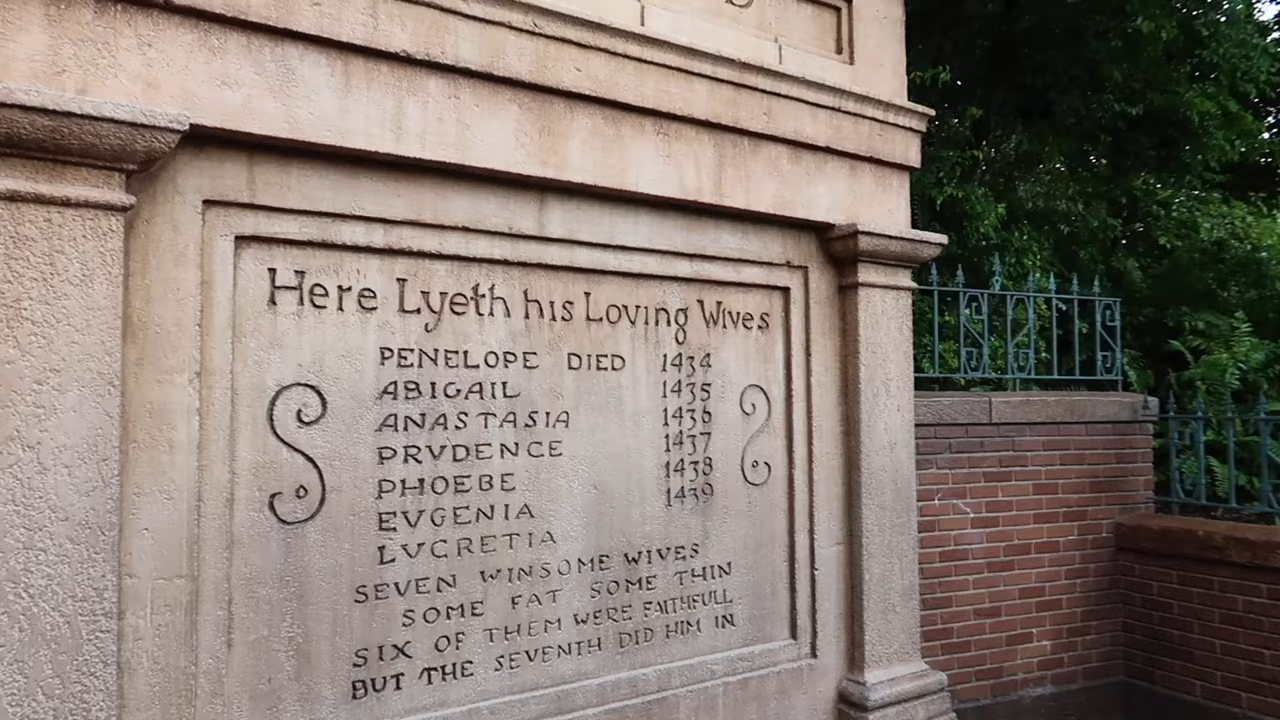 Here Lyeth his Loving Wives
PENELOPE DIED 1434
ABIGAIL 1435
ANASTASIA 1436
PRVDENCE 1437
PHOEBE 1438
EVGENIA 1439
LVCRETIA
SEVEN WINSOME WIVES
SOME FAT SOME THIN
SIX OF THEM WERE FAITHFULL
BUT THE SEVENTH DID HIM IN